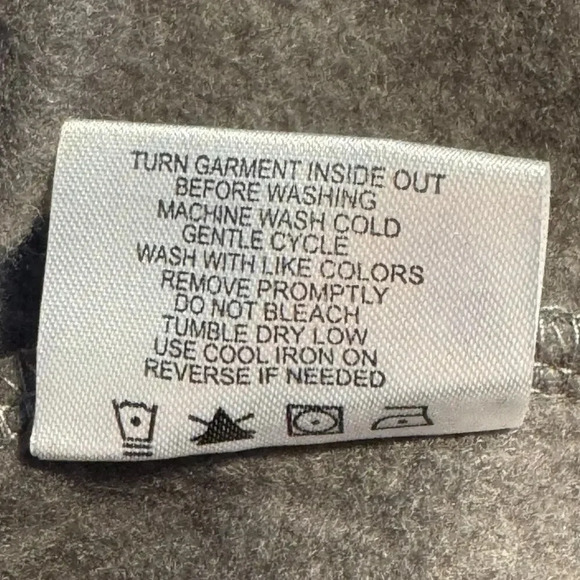 TURN GARMENT INSIDE OUT
BEFORE WASHING
MACHINE WASH COLD
GENTLE CYCLE
WASH WITH LIKE COLORS
REMOVE PROMPTLY
DO NOT BLEACH
TUMBLE DRY LOW
USE COOL IRON ON
REVERSE IF NEEDED